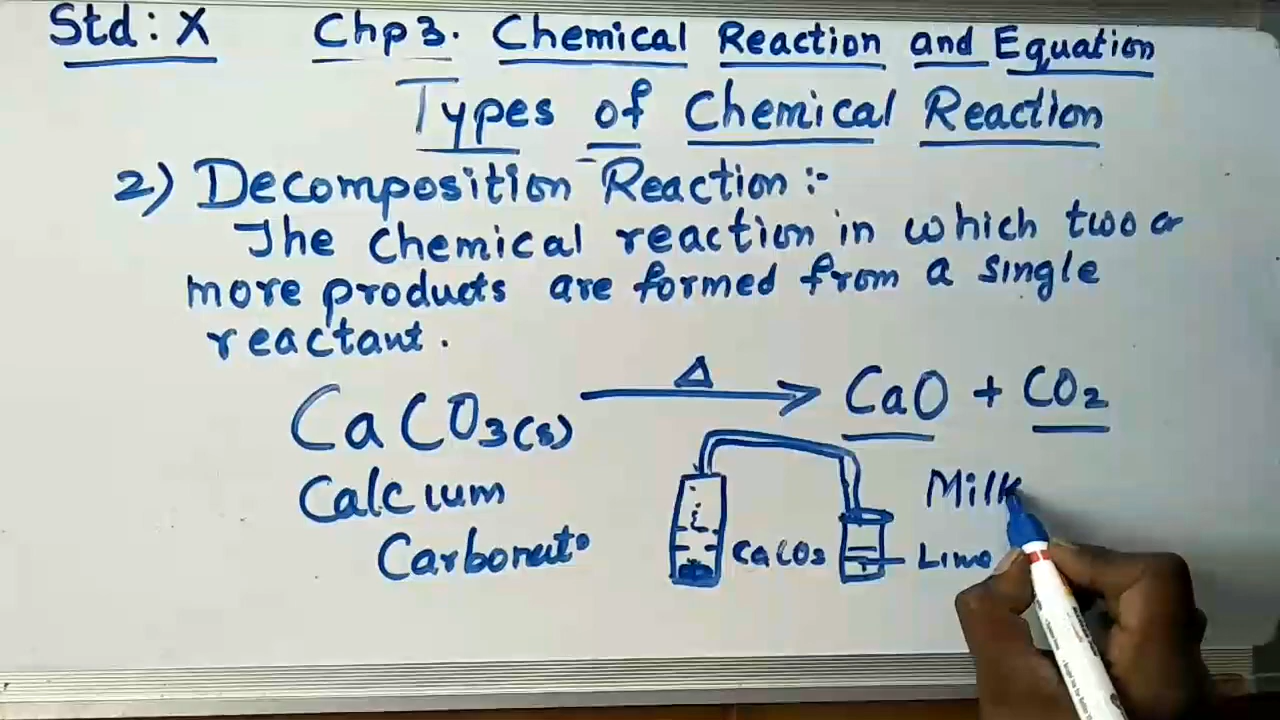 Std: X Chp 3. Chemical Reaction and Equation
Types of Chemical Reaction
2) Decomposition Reaction :-
The chemical reaction in which two or
more products are formed from a single
reactant.
CaCO3(s) Δ → CaO + CO2
Calcium
Carbonate
Milk
CaCO3
Lime